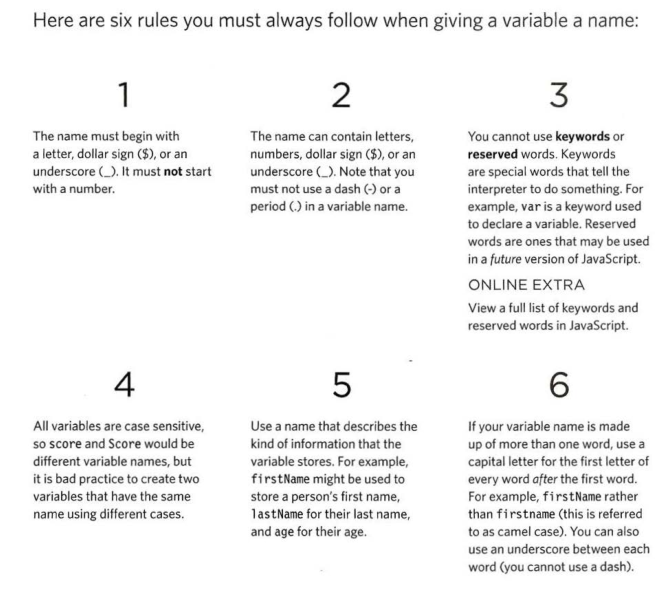 Here are six rules you must always follow when giving a variable a name:
1
The name must begin with
a letter, dollar sign ($), or an
underscore (_). It must not start
with a number.
2
The name can contain letters,
numbers, dollar sign ($), or an
underscore (_). Note that you
must not use a dash (-) or a
period (.) in a variable name.
3
You cannot use keywords or
reserved words. Keywords
are special words that tell the
interpreter to do something. For
example, var is a keyword used
to declare a variable. Reserved
words are ones that may be used
in a future version of JavaScript.
ONLINE EXTRA
View a full list of keywords and
reserved words in JavaScript.
4
All variables are case sensitive,
so score and Score would be
different variable names, but
it is bad practice to create two
variables that have the same
name using different cases.
5
Use a name that describes the
kind of information that the
variable stores. For example,
firstName might be used to
store a person's first name,
lastName for their last name,
and age for their age.
6
If your variable name is made
up of more than one word, use a
capital letter for the first letter of
every word after the first word.
For example, firstName rather
than firstname (this is referred
to as camel case). You can also
use an underscore between each
word (you cannot use a dash).